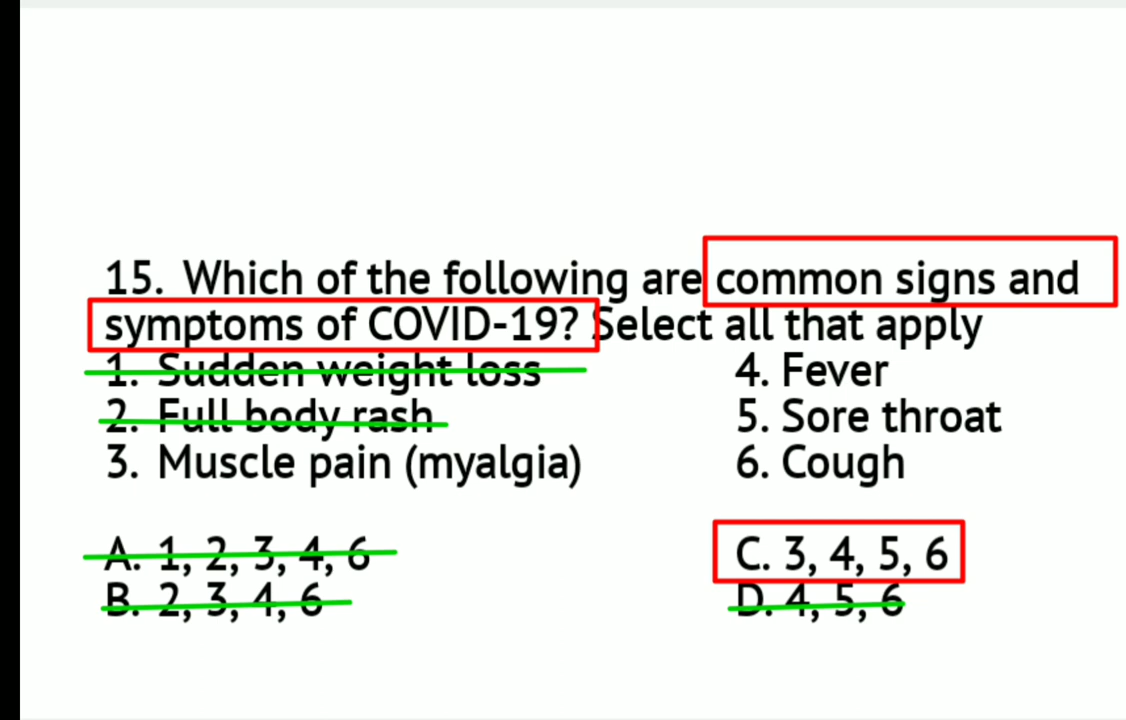 15. Which of the following are common signs and
symptoms of COVID-19? Select all that apply
1. Sudden weight loss
2. Full body rash
3. Muscle pain (myalgia)
4. Fever
5. Sore throat
6. Cough
A. 1, 2, 3, 4, 6
B. 2, 3, 4, 6
C. 3, 4, 5, 6
D. 4, 5, 6